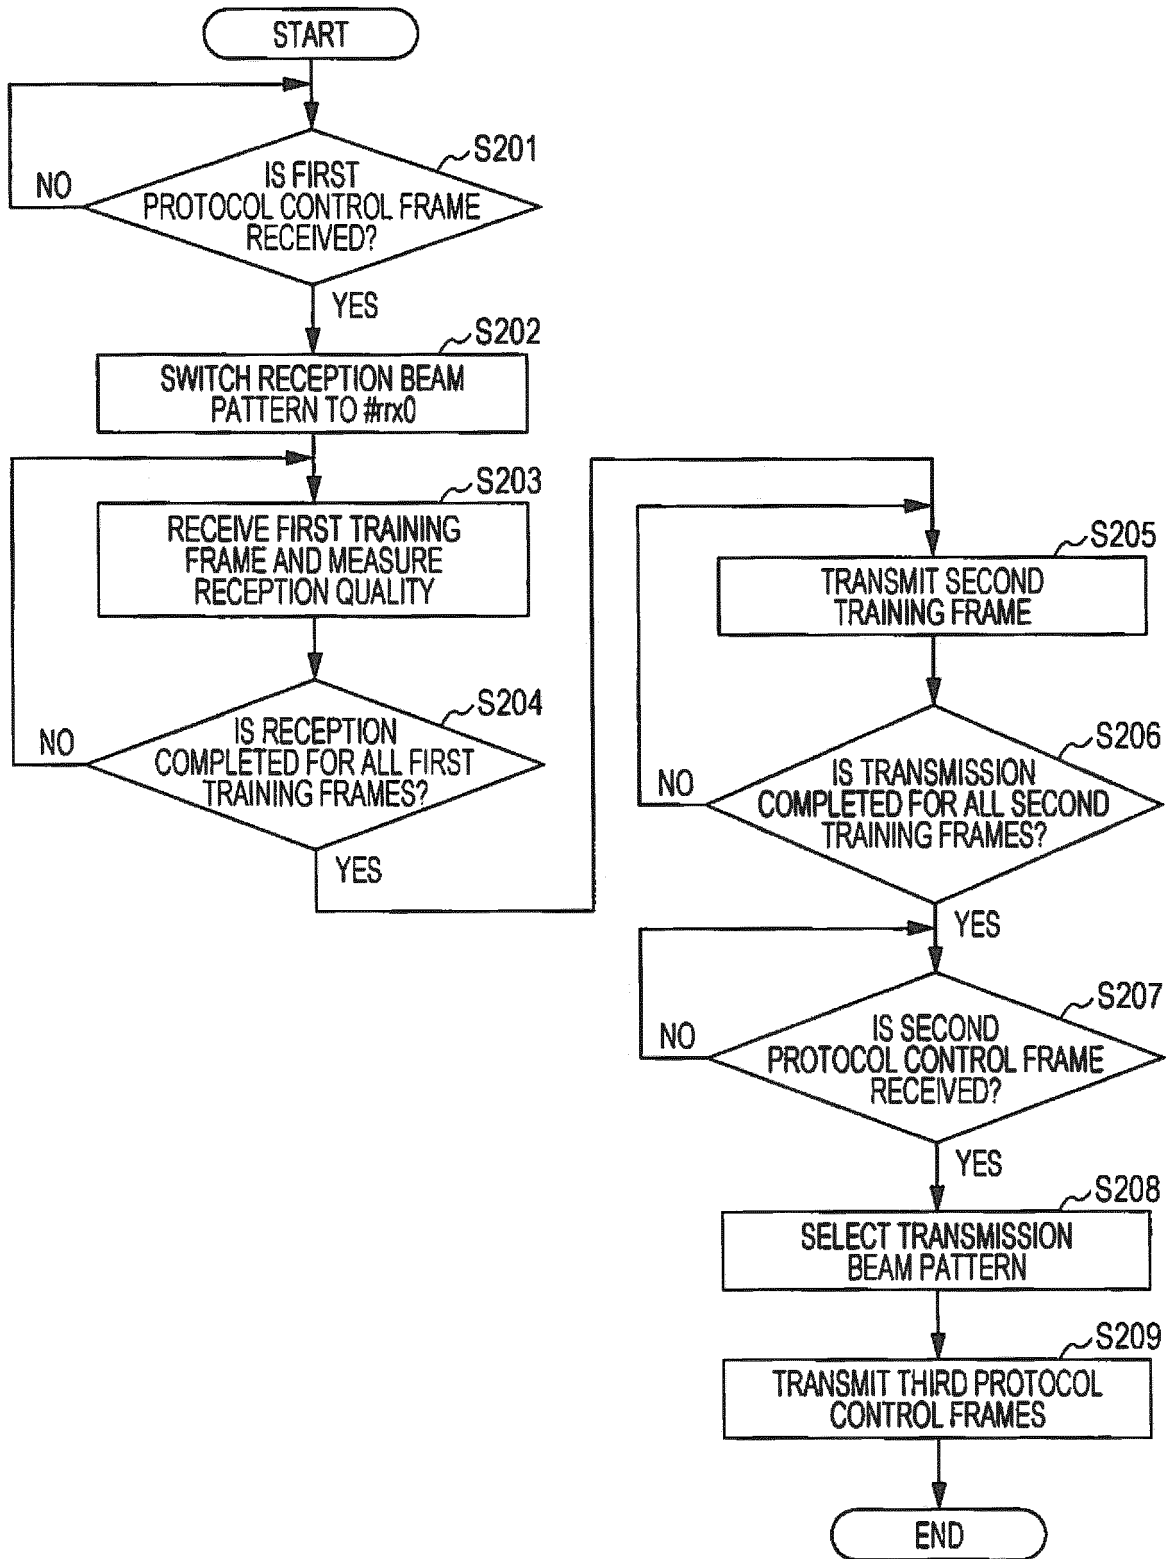 START
S201
IS FIRST
PROTOCOL CONTROL FRAME
RECEIVED?
NO
YES
S202
SWITCH RECEPTION BEAM
PATTERN TO #rrx0
S203
RECEIVE FIRST TRAINING
FRAME AND MEASURE
RECEPTION QUALITY
S204
IS RECEPTION
COMPLETED FOR ALL FIRST
TRAINING FRAMES?
NO
YES
S205
TRANSMIT SECOND
TRAINING FRAME
S206
IS TRANSMISSION
COMPLETED FOR ALL SECOND
TRAINING FRAMES?
NO
YES
S207
IS SECOND
PROTOCOL CONTROL FRAME
RECEIVED?
NO
YES
S208
SELECT TRANSMISSION
BEAM PATTERN
S209
TRANSMIT THIRD PROTOCOL
CONTROL FRAMES
END